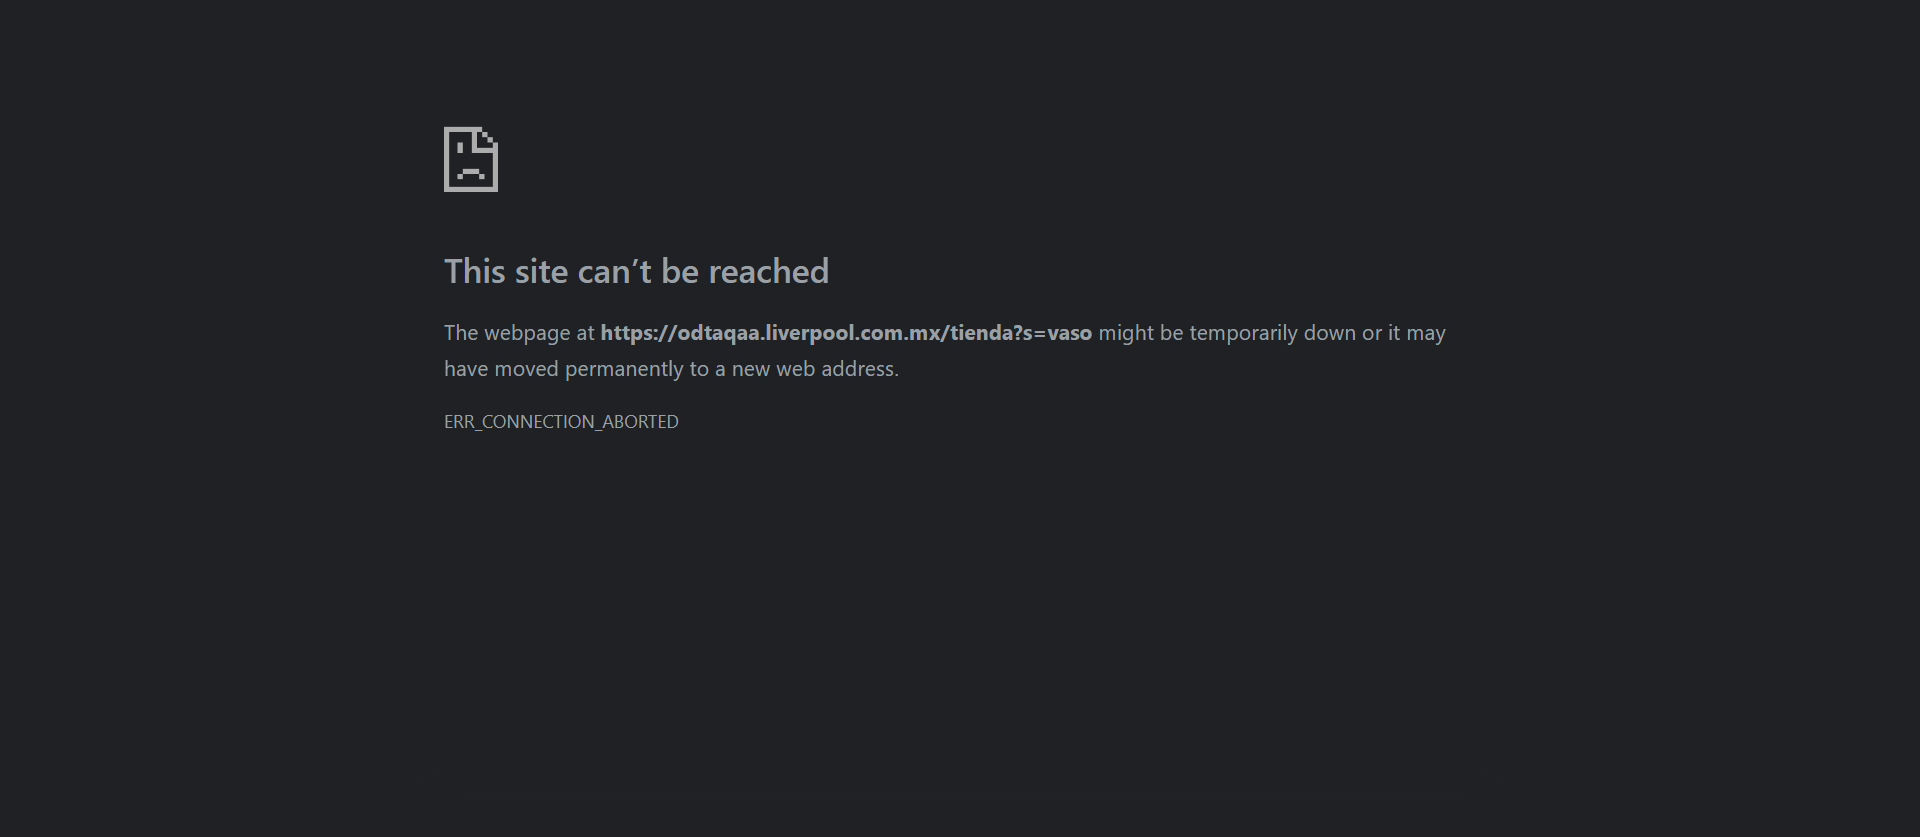 This site can’t be reached
The webpage at https://odtaqaa.liverpool.com.mx/tienda?s=vaso might be temporarily down or it may
have moved permanently to a new web address.
ERR_CONNECTION_ABORTED